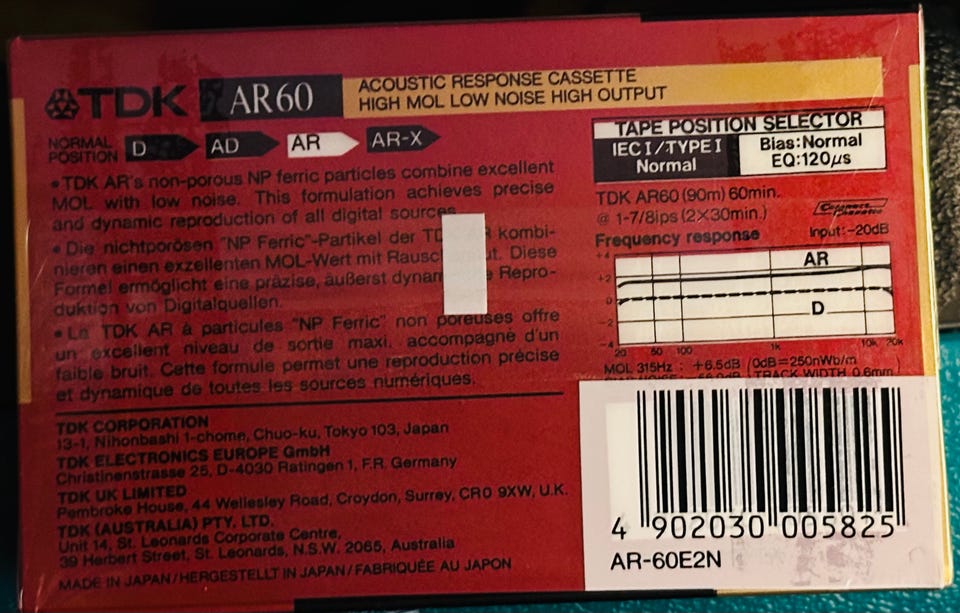 TDK AR60
ACOUSTIC RESPONSE CASSETTE
HIGH MOL LOW NOISE HIGH OUTPUT
NORMAL
POSITION
D AD AR AR-X
•TDK AR's non-porous NP ferric particles combine excellent
MOL with low noise. This formulation achieves precise
and dynamic reproduction of all digital sources.
•Die nichtporösen "NP Ferric"-Partikel der kombi-
nieren einen exzellenten MOL-Wert mit Diese
Formel ermöglicht eine präzise, äußerst Repro-
duktion von Digitalquellen.
•La TDK AR à particules "NP Ferric" non poreuses offre
un excellent niveau de sortie maxi. accompagné d'un
faible bruit. Cette formule permet une reproduction précise
et dynamique de toutes les sources numériques.
TDK CORPORATION
13-1, Nihonbashi 1-chome, Chuo-ku, Tokyo 103, Japan
TDK ELECTRONICS EUROPE GmbH
Christinenstrasse 25, D-4030 Ratingen 1, F.R. Germany
TDK UK LIMITED
Pembroke House, 44 Wellesley Road, Croydon, Surrey, CR0 9XW, U.K.
TDK (AUSTRALIA) PTY. LTD.
Unit 14, St. Leonards Corporate Centre,
39 Herbert Street, St. Leonards, N.S.W. 2065, Australia
MADE IN JAPAN/HERGESTELLT IN JAPAN/FABRIQUÉE AU JAPON
TAPE POSITION SELECTOR
IEC I/TYPE I
Normal
Bias:Normal
EQ:120µs
TDK AR60 (90m) 60min.
@ 1-7/8ips (2×30min.)
Frequency response Input:-20dB
+4
+2
0
-2
-4
AR
D
20 50 100 1k 10k 20k
MOL 315Hz : +6.5dB (0dB=250nWb/m
TRACK WIDTH 0.6mm
4 902030 005825
AR-60E2N